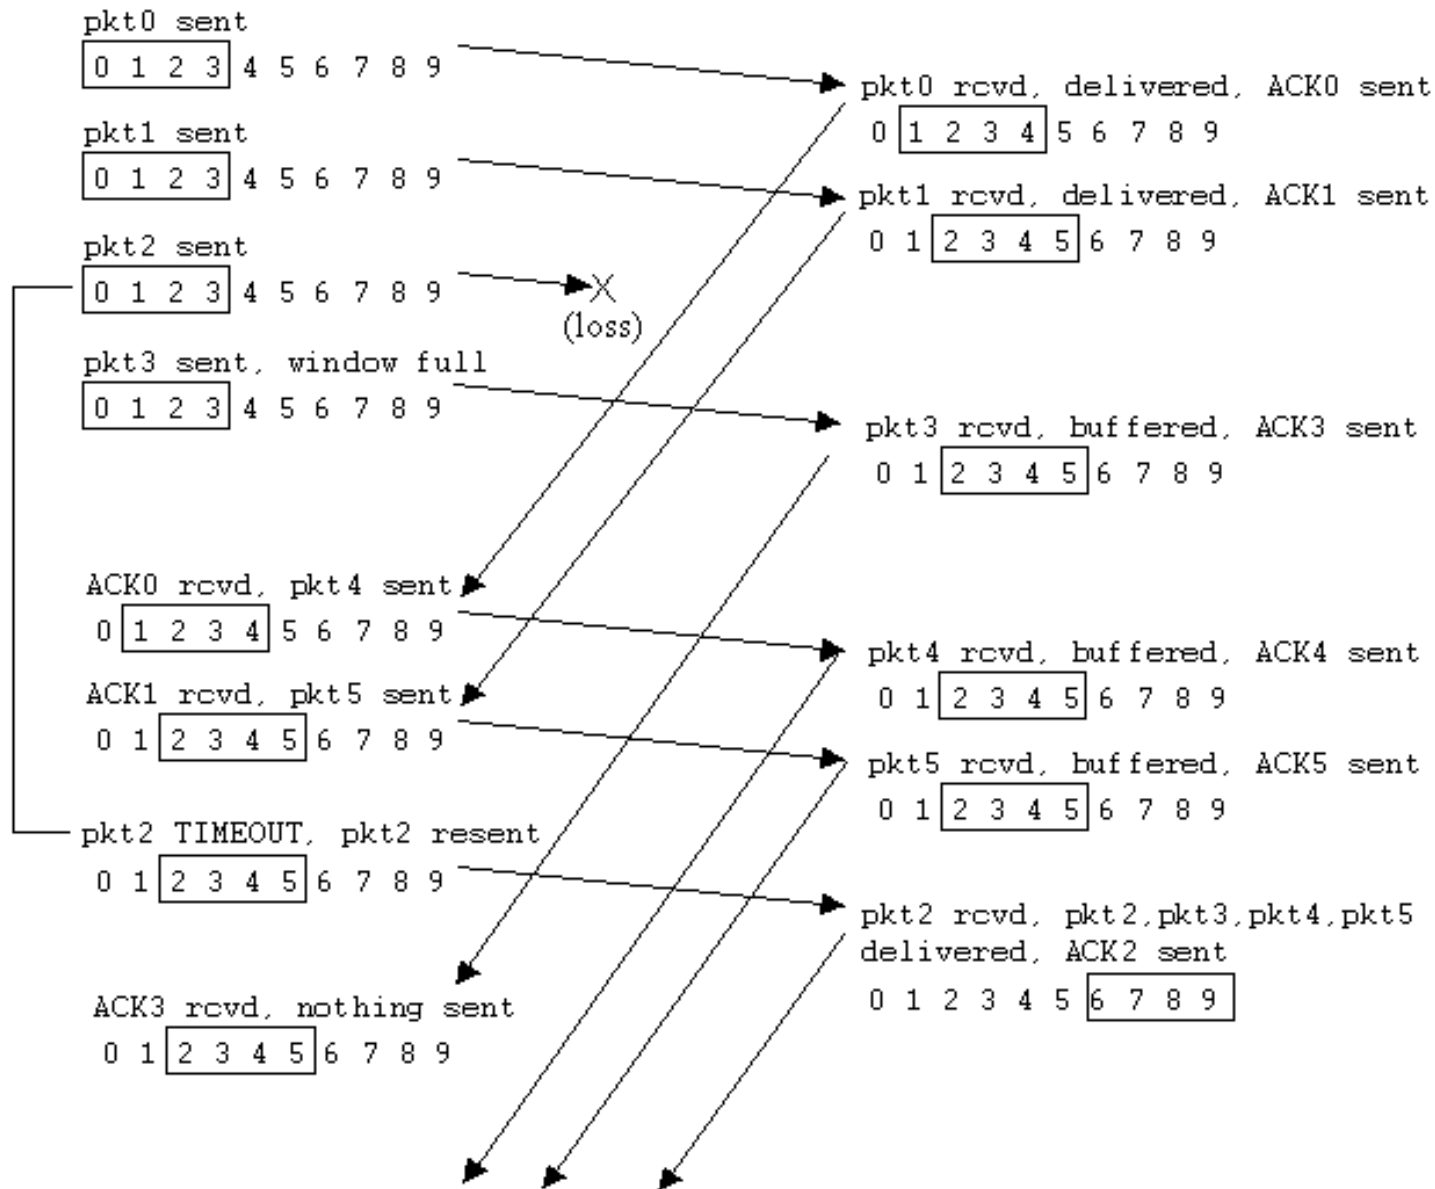 pkt0 sent
0 1 2 3 4 5 6 7 8 9
pkt0 rcvd, delivered, ACK0 sent
0 1 2 3 4 5 6 7 8 9
pkt1 sent
0 1 2 3 4 5 6 7 8 9
pkt1 rcvd, delivered, ACK1 sent
0 1 2 3 4 5 6 7 8 9
pkt2 sent
0 1 2 3 4 5 6 7 8 9
X
(loss)
pkt3 sent, window full
0 1 2 3 4 5 6 7 8 9
pkt3 rcvd, buffered, ACK3 sent
0 1 2 3 4 5 6 7 8 9
ACK0 rcvd, pkt4 sent
0 1 2 3 4 5 6 7 8 9
pkt4 rcvd, buffered, ACK4 sent
0 1 2 3 4 5 6 7 8 9
ACK1 rcvd, pkt5 sent
0 1 2 3 4 5 6 7 8 9
pkt5 rcvd, buffered, ACK5 sent
0 1 2 3 4 5 6 7 8 9
pkt2 TIMEOUT, pkt2 resent
0 1 2 3 4 5 6 7 8 9
pkt2 rcvd, pkt2,pkt3,pkt4,pkt5
delivered, ACK2 sent
0 1 2 3 4 5 6 7 8 9
ACK3 rcvd, nothing sent
0 1 2 3 4 5 6 7 8 9